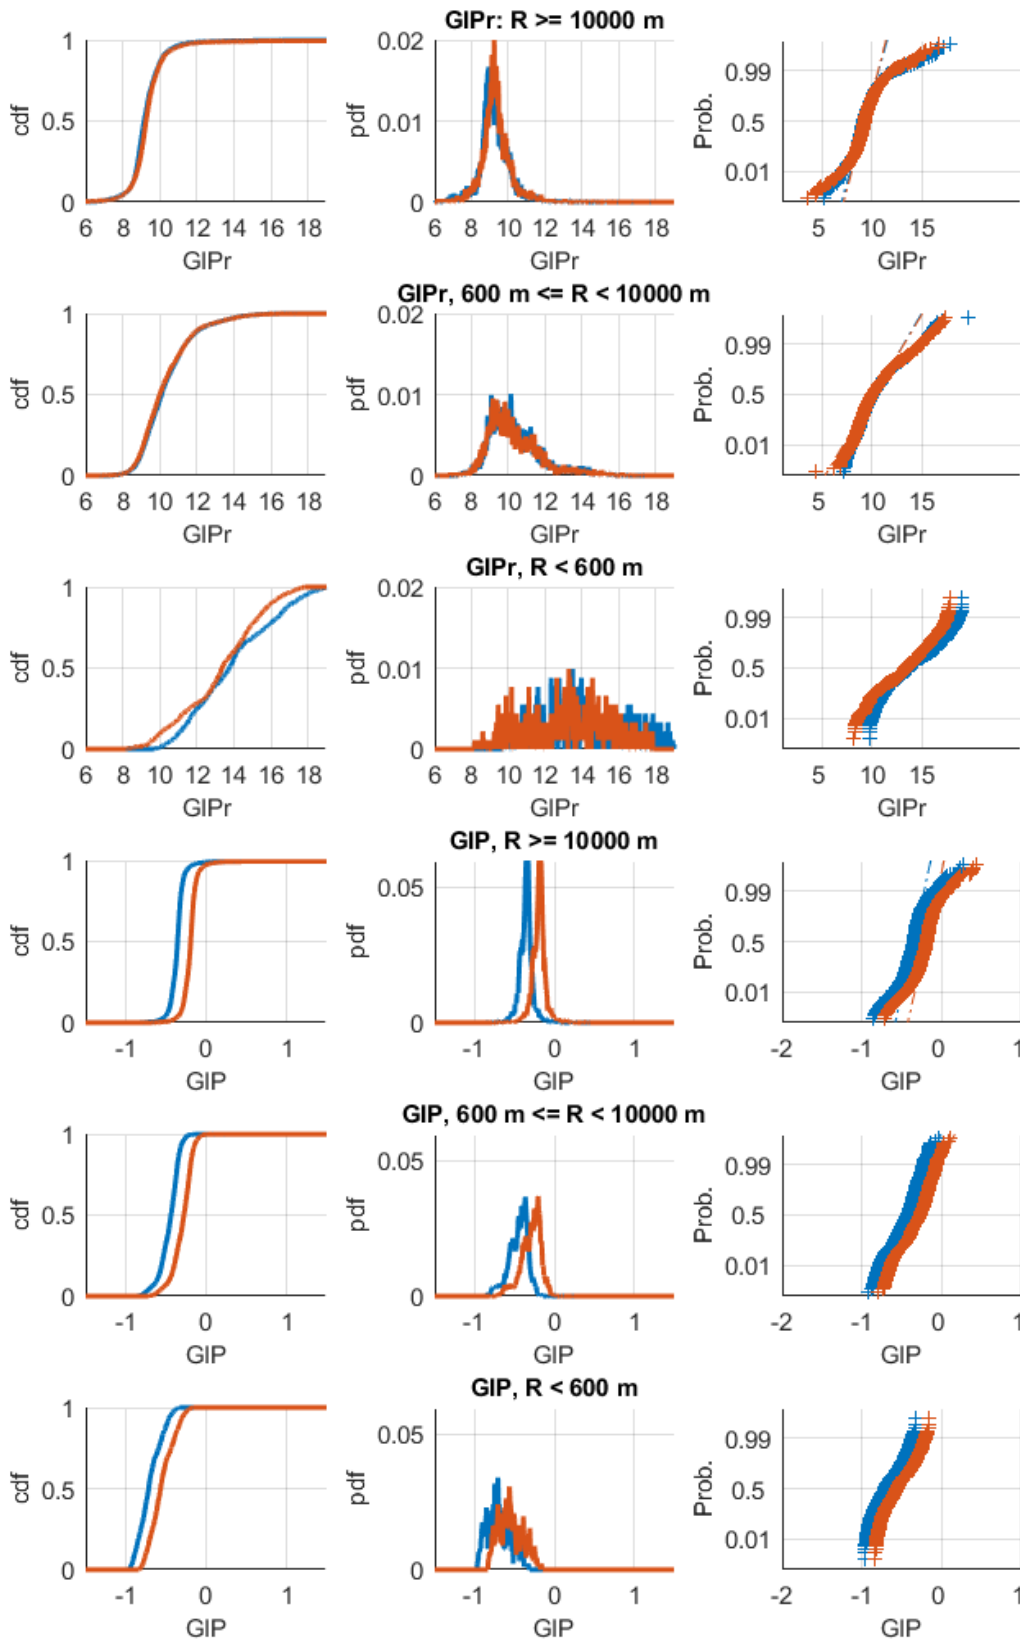 GIPr: R >= 10000 m
1
0.5
0
cdf
6 8 10 12 14 16 18
GIPr
0.02
0.01
0
pdf
6 8 10 12 14 16 18
GIPr
0.99
0.5
0.01
Prob.
5 10 15
GIPr
GIPr, 600 m <= R < 10000 m
1
0.5
0
cdf
6 8 10 12 14 16 18
GIPr
0.02
0.01
0
pdf
6 8 10 12 14 16 18
GIPr
0.99
0.5
0.01
Prob.
5 10 15
GIPr
GIPr, R < 600 m
1
0.5
0
cdf
6 8 10 12 14 16 18
GIPr
0.02
0.01
0
pdf
6 8 10 12 14 16 18
GIPr
0.99
0.5
0.01
Prob.
5 10 15
GIPr
GIP, R >= 10000 m
1
0.5
0
cdf
-1 0 1
GIP
0.05
0
pdf
-1 0 1
GIP
0.99
0.5
0.01
Prob.
-2 -1 0 1
GIP
GIP, 600 m <= R < 10000 m
1
0.5
0
cdf
-1 0 1
GIP
0.05
0
pdf
-1 0 1
GIP
0.99
0.5
0.01
Prob.
-2 -1 0 1
GIP
GIP, R < 600 m
1
0.5
0
cdf
-1 0 1
GIP
0.05
0
pdf
-1 0 1
GIP
0.99
0.5
0.01
Prob.
-2 -1 0 1
GIP